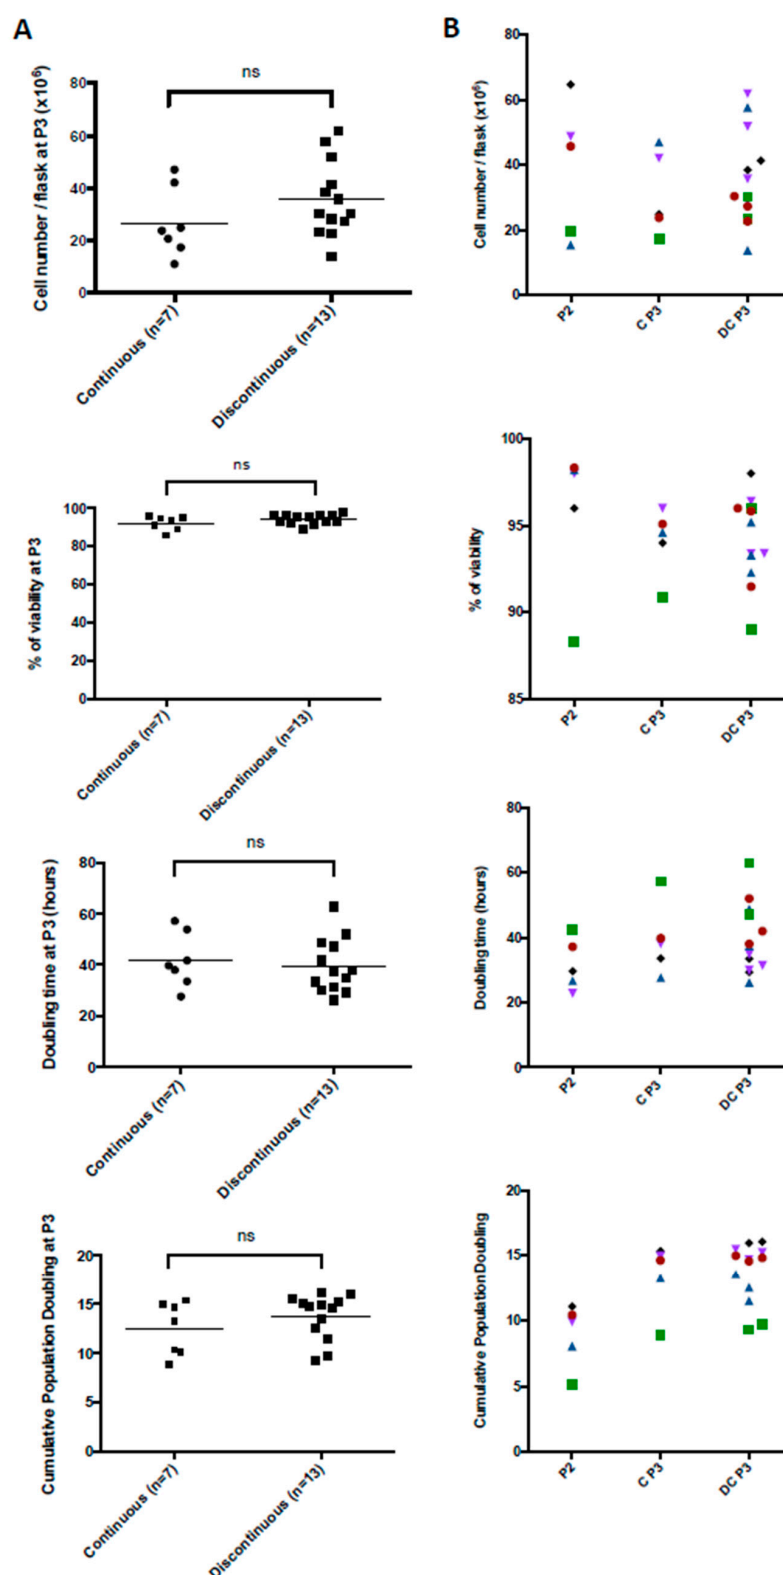 A
B
Cell number / flask at P3 (x10⁶)
80
60
40
20
0
ns
Continuous (n=7)
Discontinuous (n=13)
Cell number / flask (x10⁶)
80
60
40
20
0
P2
C P3
DC P3
% of viability at P3
100
80
60
40
20
0
ns
Continuous (n=7)
Discontinuous (n=13)
% of viability
100
95
90
85
P2
C P3
DC P3
Doubling time at P3 (hours)
80
60
40
20
0
ns
Continuous (n=7)
Discontinuous (n=13)
Doubling time (hours)
80
60
40
20
0
P2
C P3
DC P3
Cumulative Population Doubling at P3
20
15
10
5
0
ns
Continuous (n=7)
Discontinuous (n=13)
Cumulative Population Doubling
20
15
10
5
0
P2
C P3
DC P3